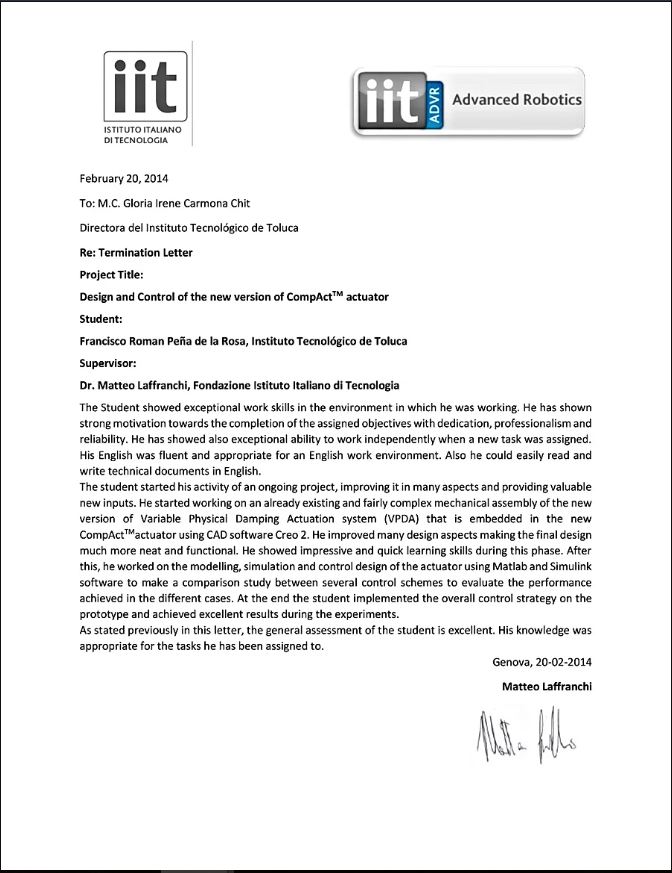 iit
ISTITUTO ITALIANO
DI TECNOLOGIA
iit ADVR Advanced Robotics
February 20, 2014
To: M.C. Gloria Irene Carmona Chit
Directora del Instituto Tecnológico de Toluca
Re: Termination Letter
Project Title:
Design and Control of the new version of CompAct™ actuator
Student:
Francisco Roman Peña de la Rosa, Instituto Tecnológico de Toluca
Supervisor:
Dr. Matteo Laffranchi, Fondazione Istituto Italiano di Tecnologia
The Student showed exceptional work skills in the environment in which he was working. He has shown
strong motivation towards the completion of the assigned objectives with dedication, professionalism and
reliability. He has showed also exceptional ability to work independently when a new task was assigned.
His English was fluent and appropriate for an English work environment. Also he could easily read and
write technical documents in English.
The student started his activity of an ongoing project, improving it in many aspects and providing valuable
new inputs. He started working on an already existing and fairly complex mechanical assembly of the new
version of Variable Physical Damping Actuation system (VPDA) that is embedded in the new
CompAct™actuator using CAD software Creo 2. He improved many design aspects making the final design
much more neat and functional. He showed impressive and quick learning skills during this phase. After
this, he worked on the modelling, simulation and control design of the actuator using Matlab and Simulink
software to make a comparison study between several control schemes to evaluate the performance
achieved in the different cases. At the end the student implemented the overall control strategy on the
prototype and achieved excellent results during the experiments.
As stated previously in this letter, the general assessment of the student is excellent. His knowledge was
appropriate for the tasks he has been assigned to.
Genova, 20-02-2014
Matteo Laffranchi